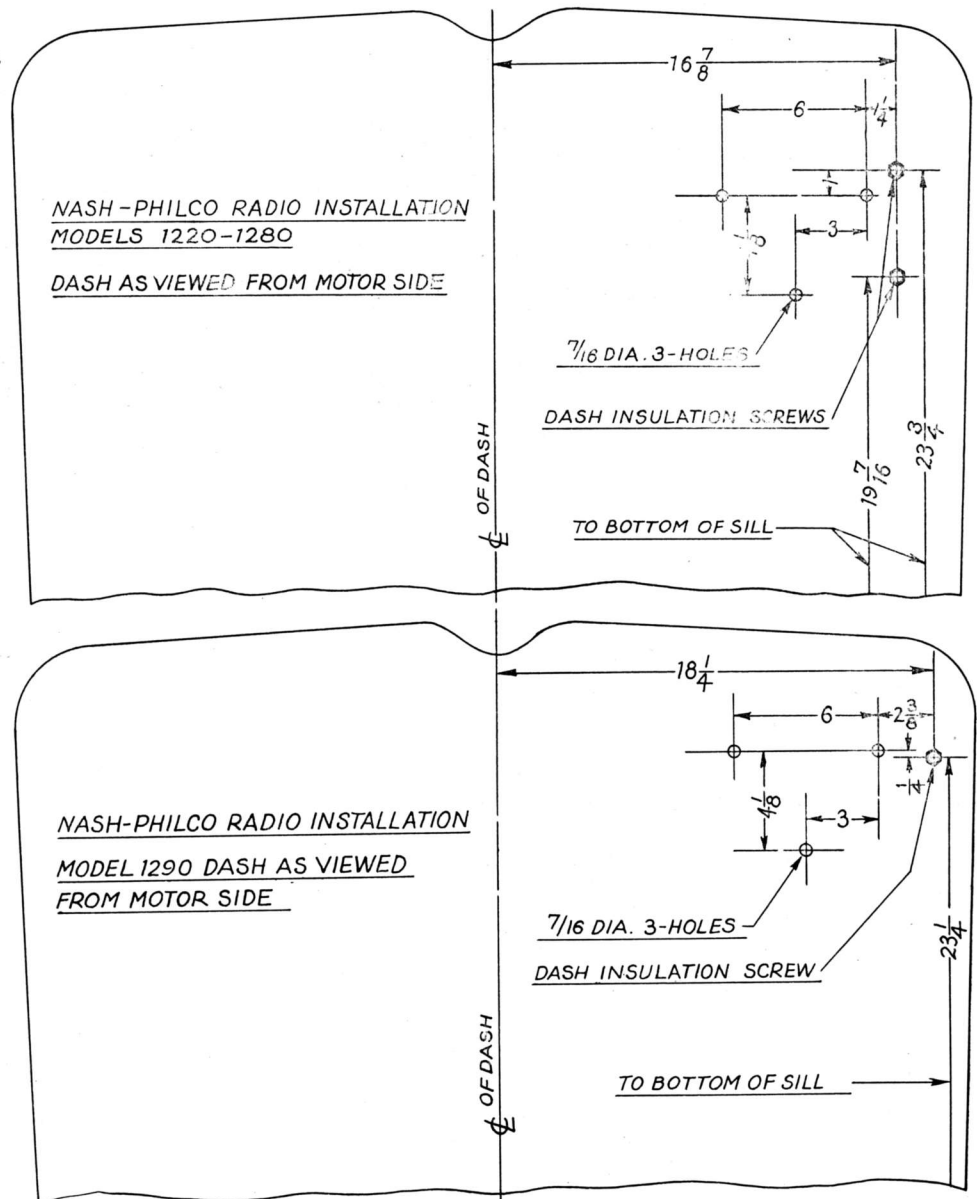 16 7/8
6
1 1/4
1
NASH-PHILCO RADIO INSTALLATION
MODELS 1220-1280
3
DASH AS VIEWED FROM MOTOR SIDE
7/16 DIA. 3-HOLES
DASH INSULATION SCREWS
23 3/4
19 7/16
℄ OF DASH
TO BOTTOM OF SILL
18 1/4
6
2 3/8
1/4
4 1/8
3
NASH-PHILCO RADIO INSTALLATION
MODEL 1290 DASH AS VIEWED
FROM MOTOR SIDE
7/16 DIA. 3-HOLES
23 1/4
DASH INSULATION SCREW
℄ OF DASH
TO BOTTOM OF SILL